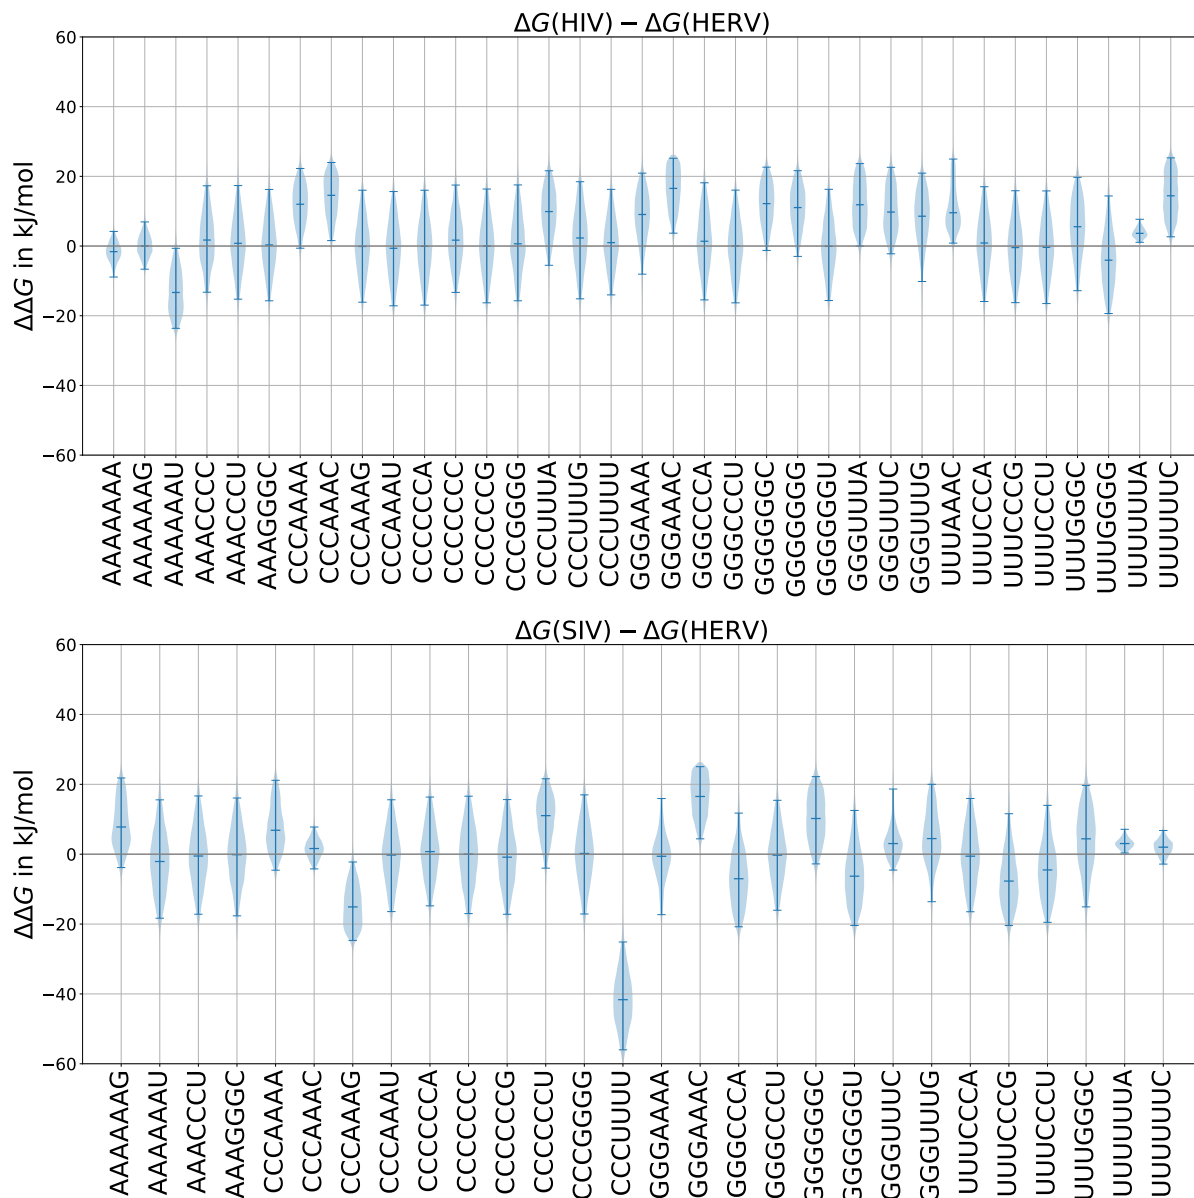 ΔG(HIV) − ΔG(HERV)
60
40
20
0
−20
−40
−60
ΔΔG in kJ/mol
AAAAAAA
AAAAAAG
AAAAAAU
AAACCCC
AAACCCU
AAAGGGC
CCCAAAA
CCCAAAC
CCCAAAG
CCCAAAU
CCCCCCA
CCCCCCC
CCCCCCG
CCCGGGG
CCCUUUA
CCCUUUG
CCCUUUU
GGGAAAA
GGGAAAC
GGGCCCA
GGGCCCU
GGGGGGC
GGGGGGG
GGGGGGU
GGGUUUA
GGGUUUC
GGGUUUG
UUUAAAC
UUUCCCA
UUUCCCG
UUUCCCU
UUUGGGC
UUUGGGG
UUUUUUA
UUUUUUC
ΔG(SIV) − ΔG(HERV)
60
40
20
0
−20
−40
−60
ΔΔG in kJ/mol
AAAAAAG
AAAAAAU
AAACCCU
AAAGGGC
CCCAAAA
CCCAAAC
CCCAAAG
CCCAAAU
CCCCCCA
CCCCCCC
CCCCCCG
CCCCCCU
CCCGGGG
CCCUUUU
GGGAAAA
GGGAAAC
GGGCCCA
GGGCCCU
GGGGGGC
GGGGGGU
GGGUUUC
GGGUUUG
UUUCCCA
UUUCCCG
UUUCCCU
UUUGGGC
UUUUUUA
UUUUUUC